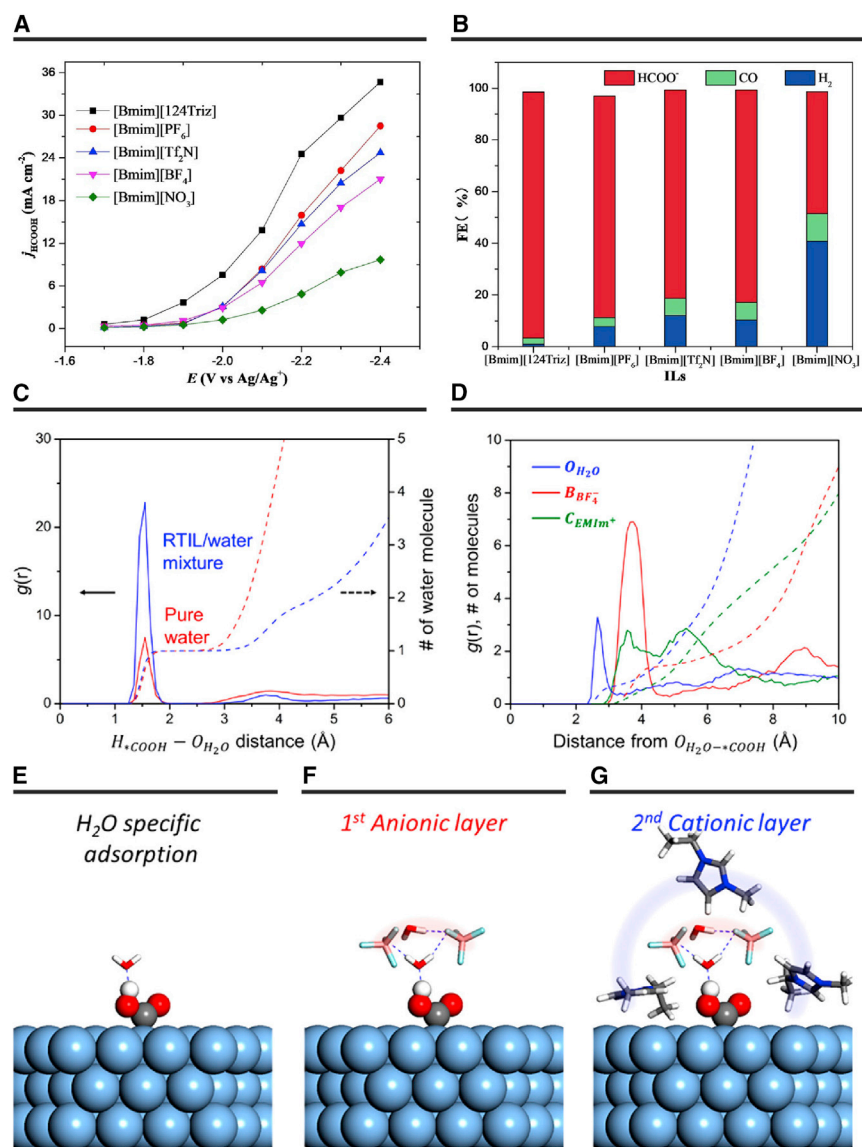 A
36
30
24
18
12
6
0
j_HCOOH (mA cm⁻²)
[Bmim][124Triz]
[Bmim][PF₆]
[Bmim][Tf₂N]
[Bmim][BF₄]
[Bmim][NO₃]
-1.6 -1.8 -2.0 -2.2 -2.4
E (V vs Ag/Ag⁺)
B
HCOO⁻ CO H₂
100
80
60
40
20
0
FE( %)
[Bmim][124Triz] [Bmim][PF₆] [Bmim][Tf₂N] [Bmim][BF₄] [Bmim][NO₃]
ILs
C
30
20
10
0
g(r)
RTIL/water
mixture
Pure
water
5
4
3
2
1
0
# of water molecules
0 1 2 3 4 5 6
H*COOH − O_H₂O distance (Å)
D
10
8
6
4
2
0
g(r), # of molecules
O_H₂O
B_BF₄⁻
C_EMIm⁺
0 2 4 6 8 10
Distance from O_H₂O−*COOH (Å)
E
H₂O specific
adsorption
F
1st Anionic layer
G
2nd Cationic layer